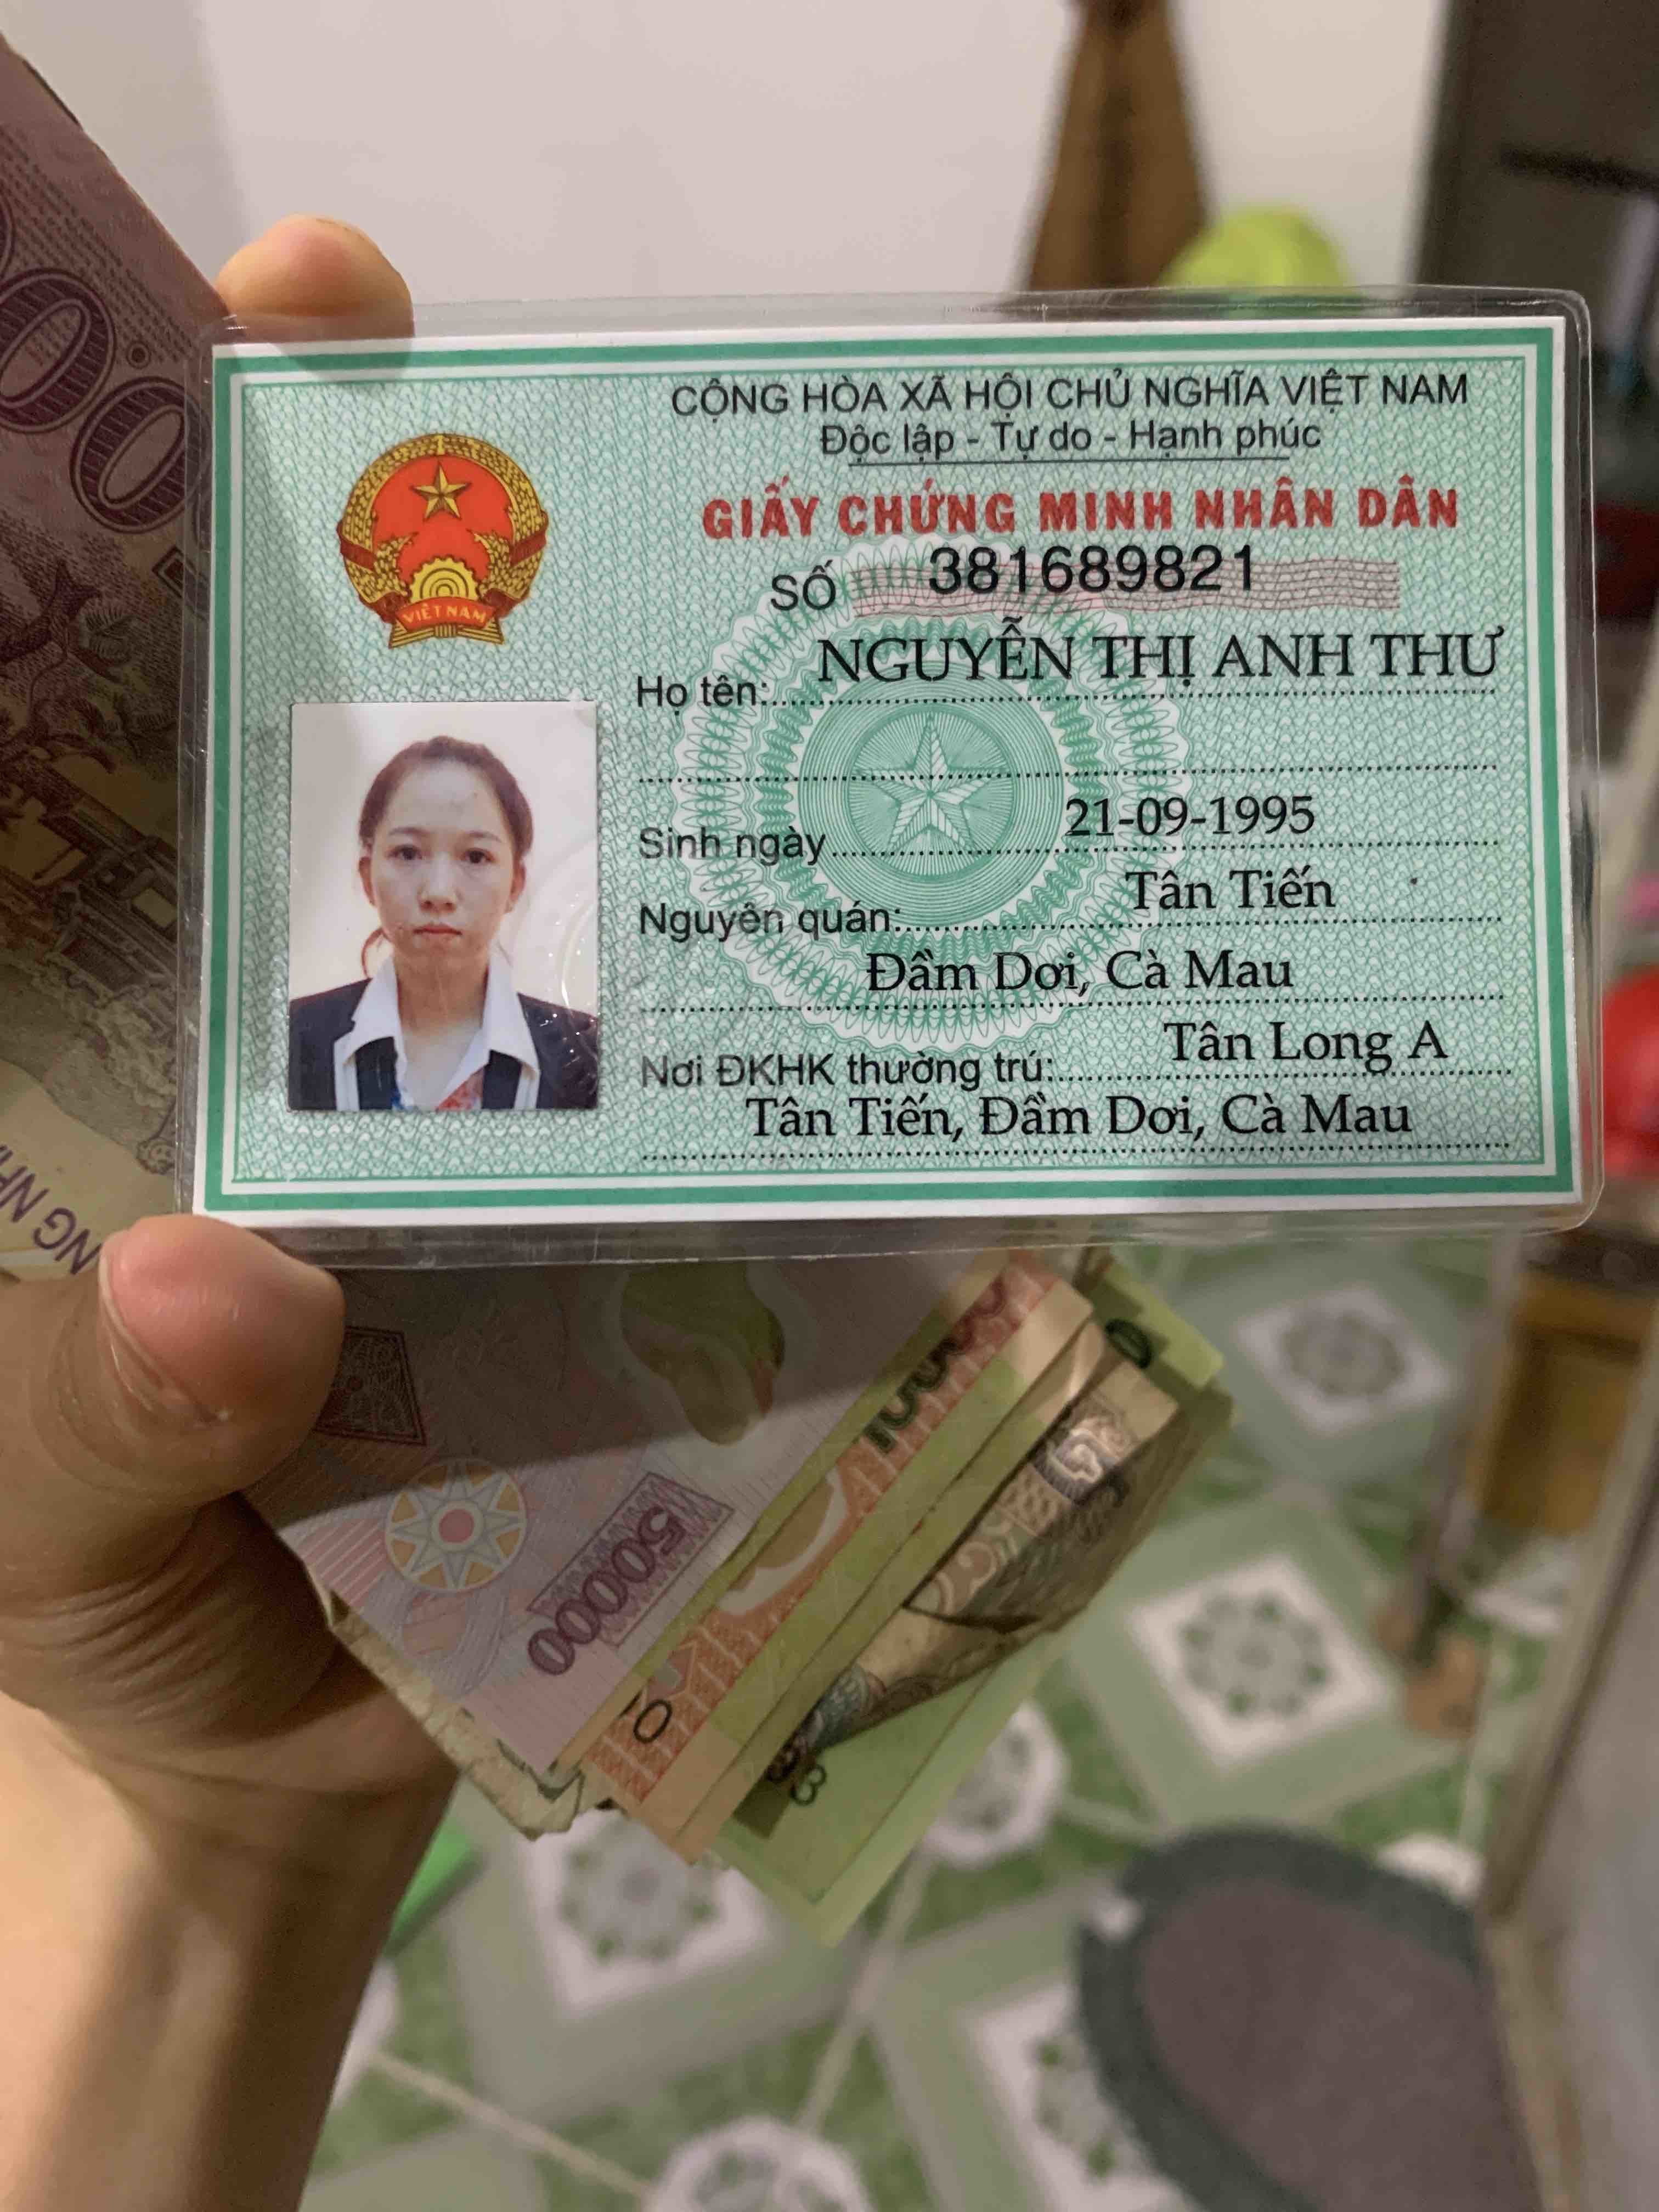 CỘNG HÒA XÃ HỘI CHỦ NGHĨA VIỆT NAM
Độc lập - Tự do - Hạnh phúc
GIẤY CHỨNG MINH NHÂN DÂN
SỐ 381689821
VIỆT NAM
Họ tên: NGUYỄN THỊ ANH THƯ
Sinh ngày 21-09-1995
Nguyên quán: Tân Tiến
Đầm Dơi, Cà Mau
Nơi ĐKHK thường trú: Tân Long A
Tân Tiến, Đầm Dơi, Cà Mau
50000